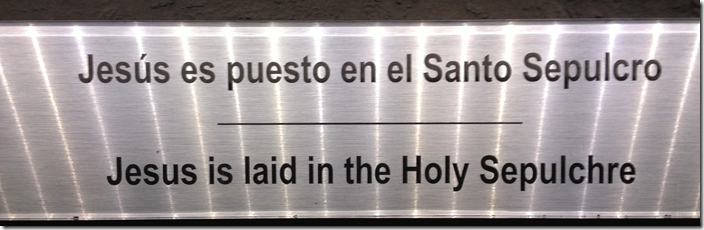 Jesús es puesto en el Santo Sepulcro
Jesus is laid in the Holy Sepulchre